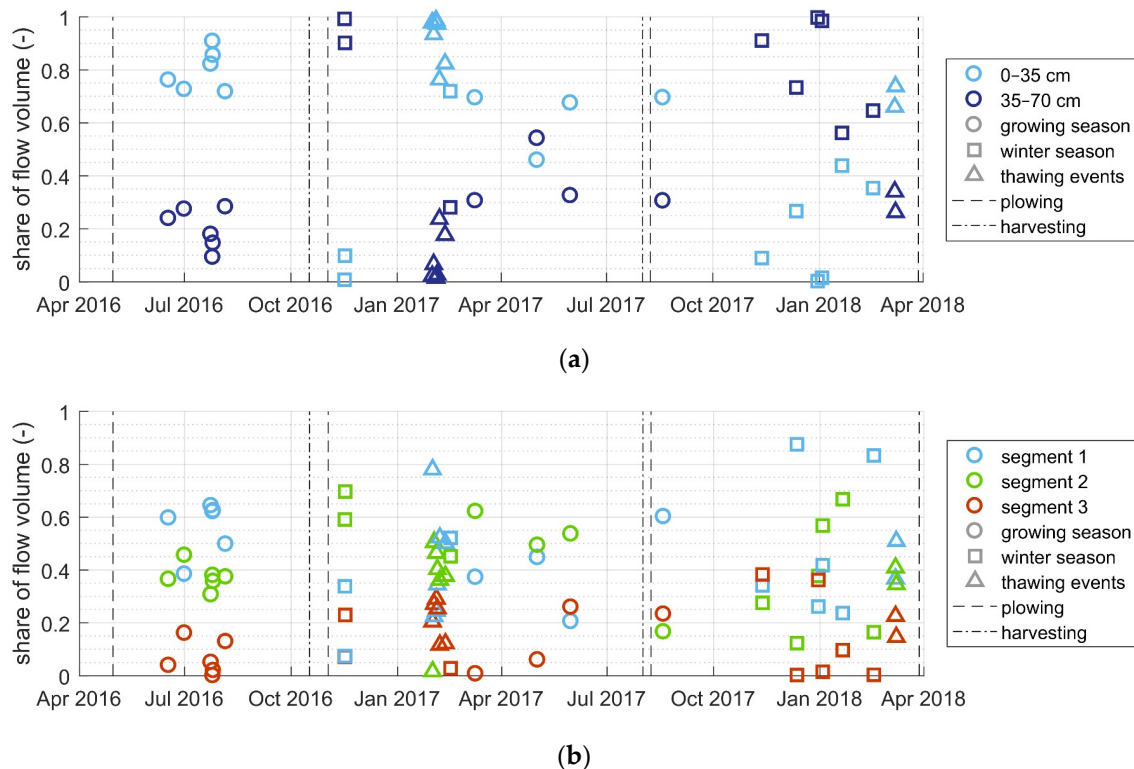 (a)
share of flow volume (-)
1
0.8
0.6
0.4
0.2
0
Apr 2016 Jul 2016 Oct 2016 Jan 2017 Apr 2017 Jul 2017 Oct 2017 Jan 2018 Apr 2018
0–35 cm
35–70 cm
growing season
winter season
thawing events
plowing
harvesting
(a)
share of flow volume (-)
1
0.8
0.6
0.4
0.2
0
Apr 2016 Jul 2016 Oct 2016 Jan 2017 Apr 2017 Jul 2017 Oct 2017 Jan 2018 Apr 2018
segment 1
segment 2
segment 3
growing season
winter season
thawing events
plowing
harvesting
(b)